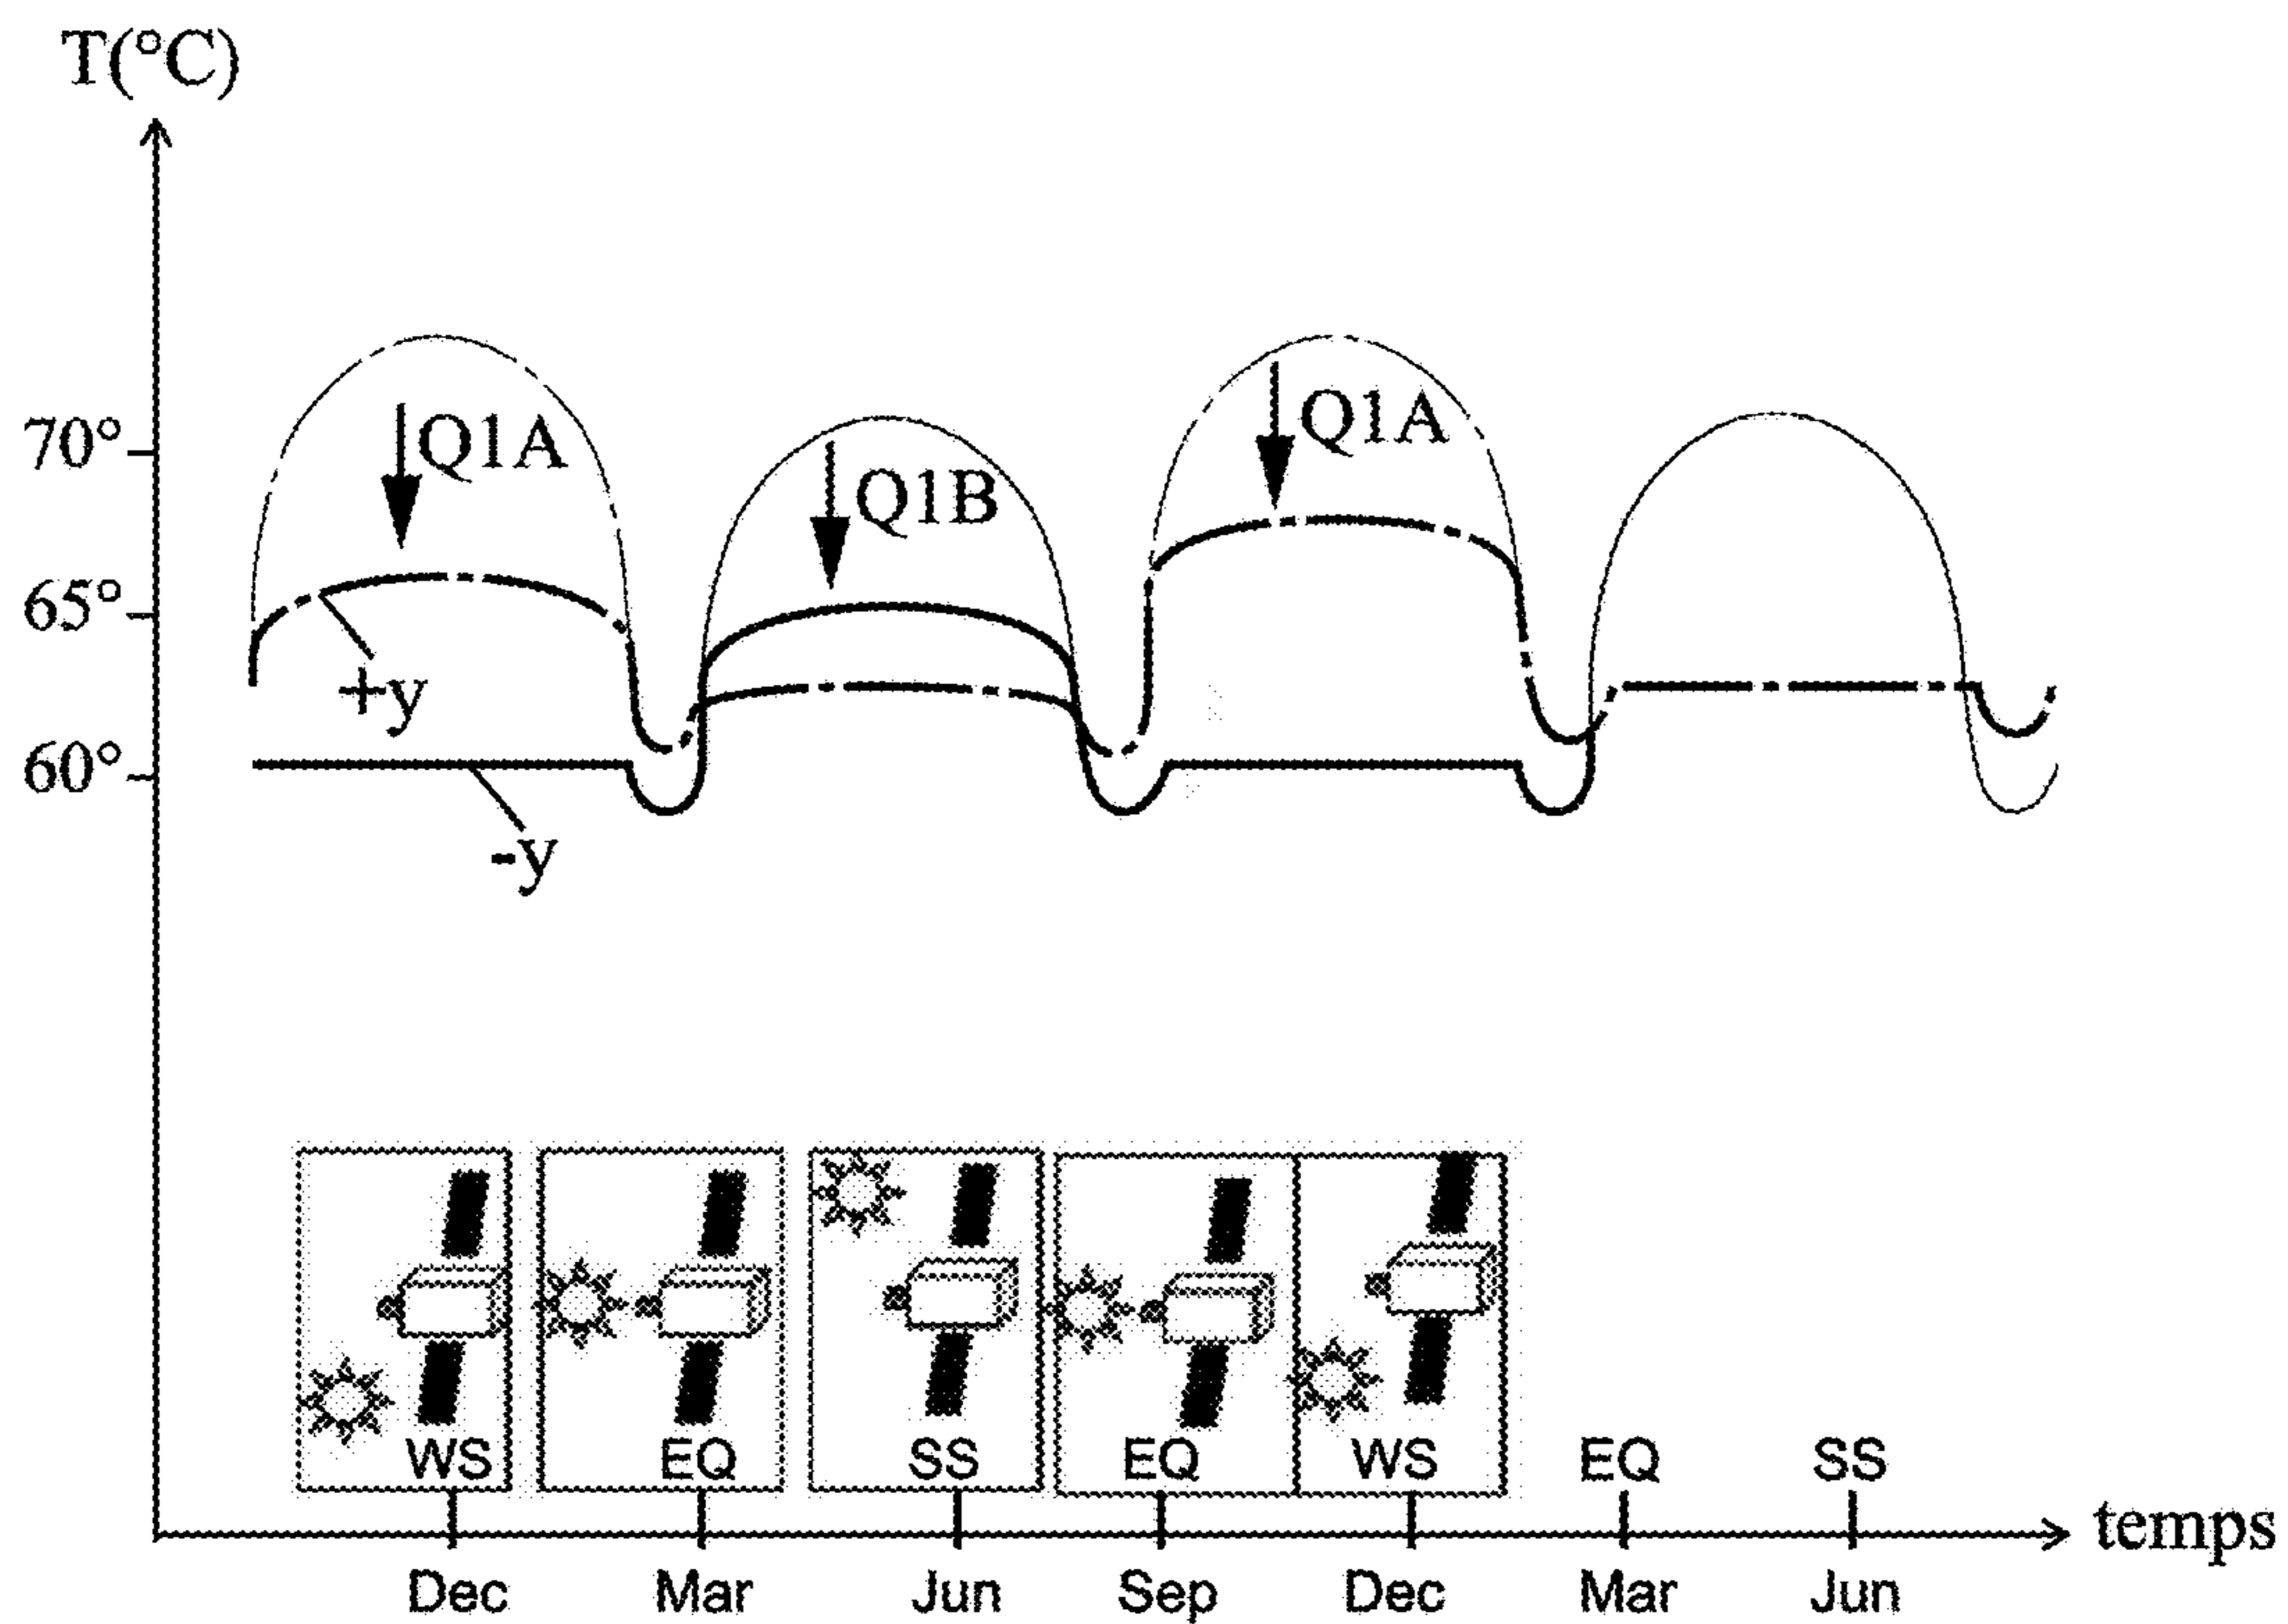 T(°C)
70°
65°
60°
Q1A
Q1B
Q1A
+y
-y
WS
EQ
SS
EQ
WS
EQ
SS
temps
Dec
Mar
Jun
Sep
Dec
Mar
Jun